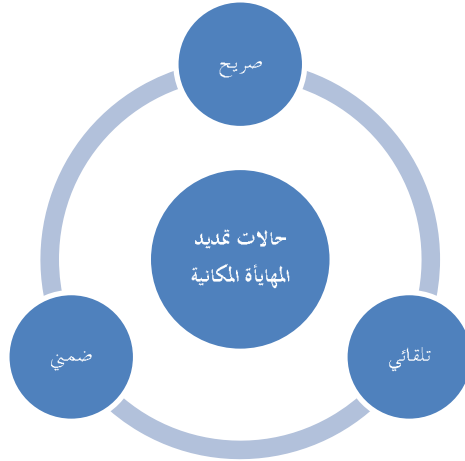 صريح
حالات تمديد
المهايأة المكانية
تلقائي
ضمني